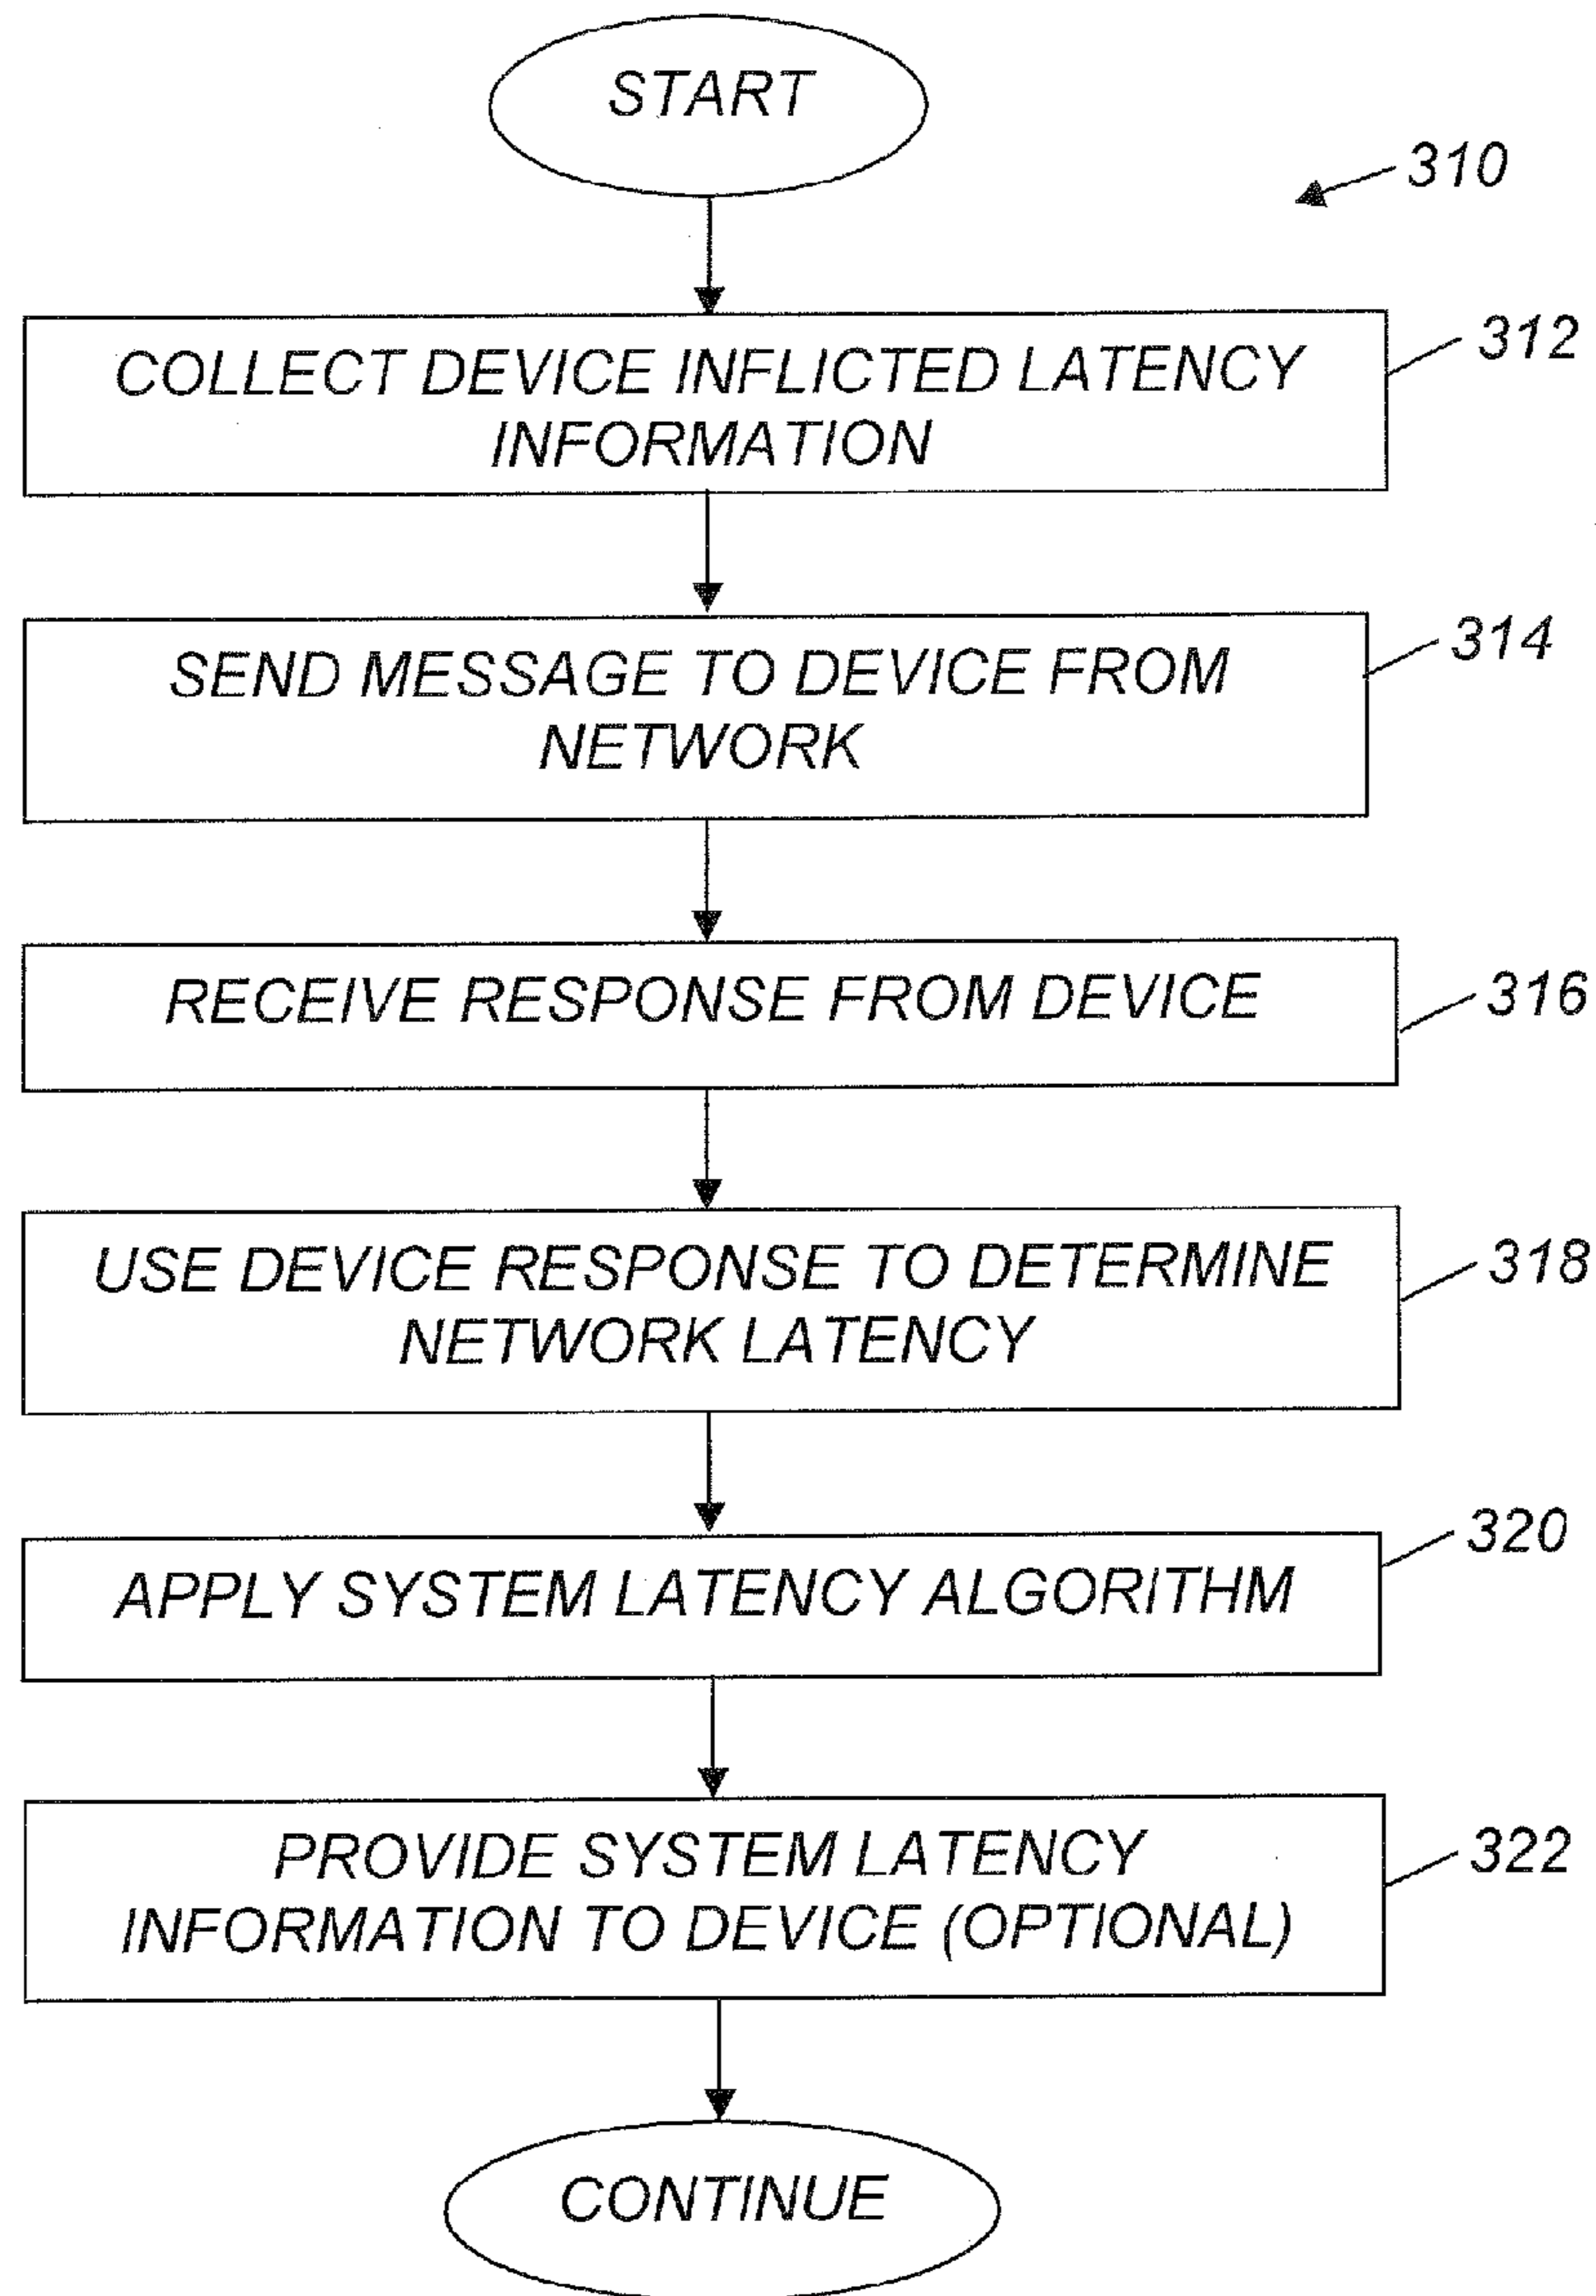 START
310
COLLECT DEVICE INFLICTED LATENCY
INFORMATION
312
SEND MESSAGE TO DEVICE FROM
NETWORK
314
RECEIVE RESPONSE FROM DEVICE
316
USE DEVICE RESPONSE TO DETERMINE
NETWORK LATENCY
318
APPLY SYSTEM LATENCY ALGORITHM
320
PROVIDE SYSTEM LATENCY
INFORMATION TO DEVICE (OPTIONAL)
322
CONTINUE